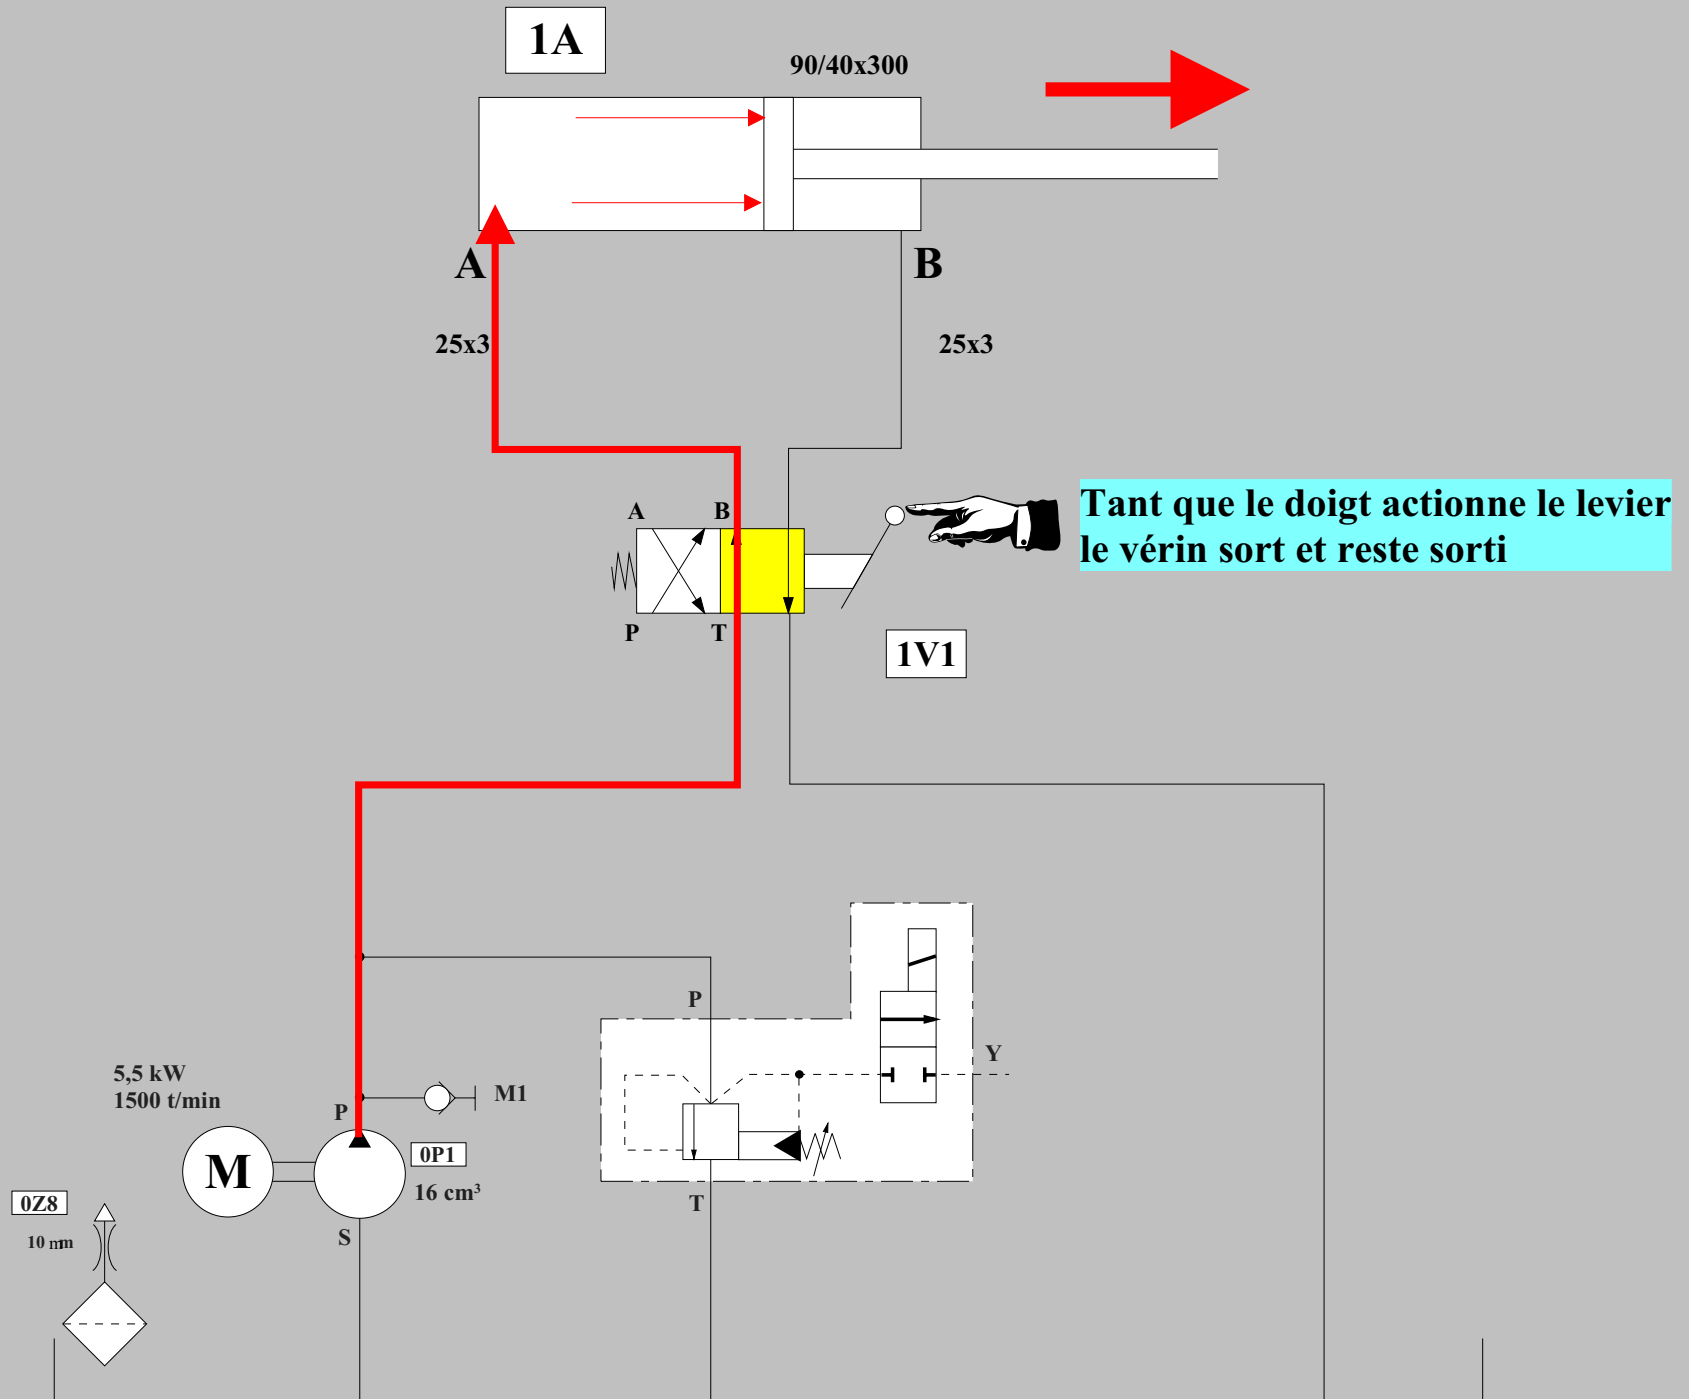 1A
90/40x300
A
B
25x3
25x3
A
B
Tant que le doigt actionne le levier
le vérin sort et reste sorti
P
T
1V1
P
Y
5,5 kW
1500 t/min
P
M1
M
0P1
16 cm³
T
0Z8
S
10 mm